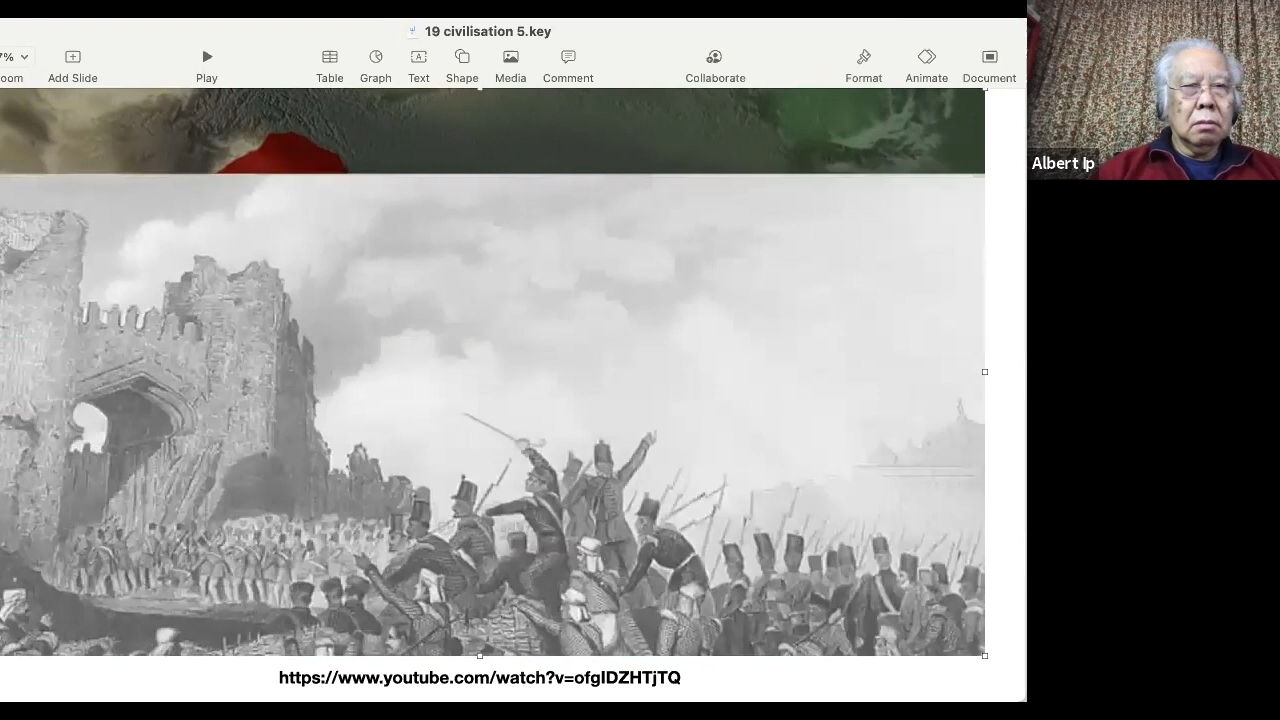 19 civilisation 5.key
7%
oom
Add Slide
Play
Table
Graph
Text
Shape
Media
Comment
Collaborate
Format
Animate
Document
Albert Ip
https://www.youtube.com/watch?v=ofgIDZHTjTQ